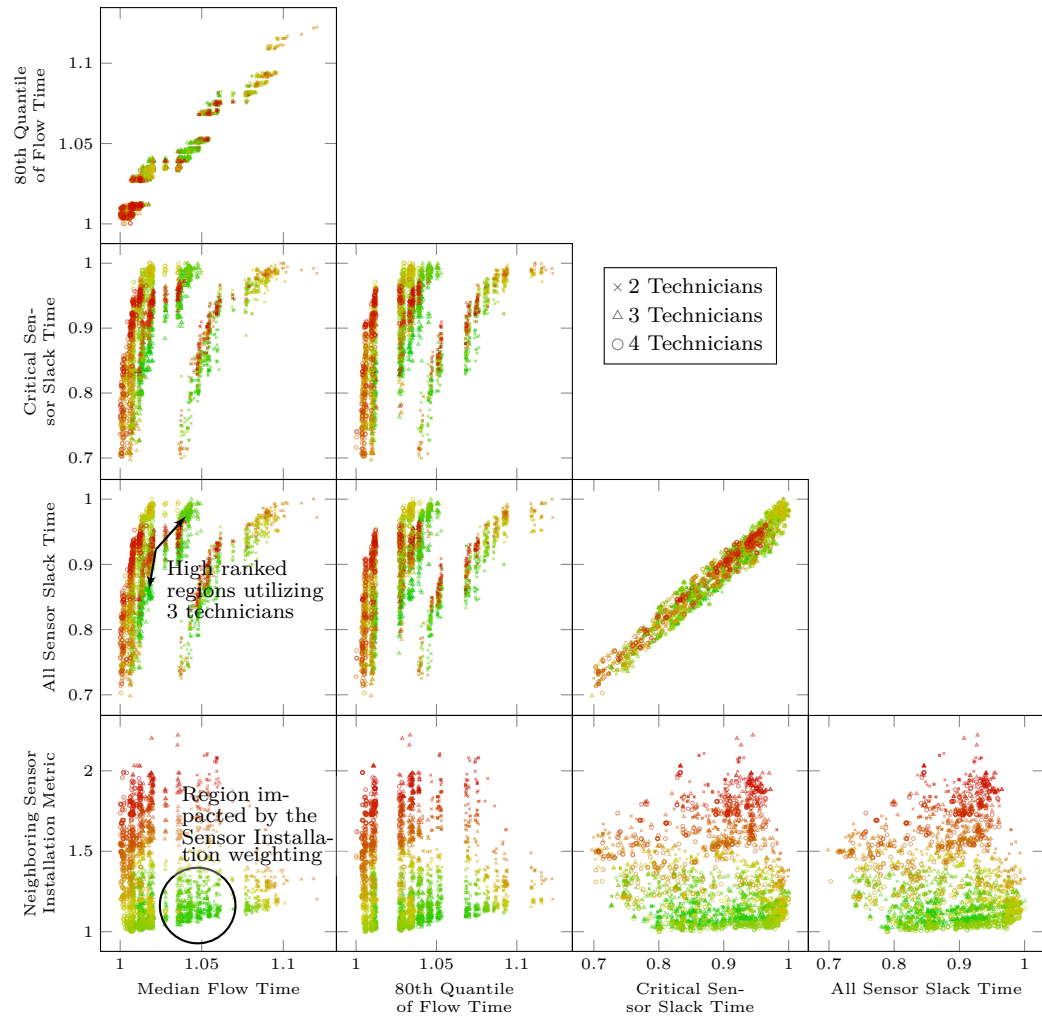 80th Quantile
of Flow Time
1.1
1.05
1
Critical Sen-
sor Slack Time
1
0.9
0.8
0.7
× 2 Technicians
△ 3 Technicians
○ 4 Technicians
All Sensor Slack Time
1
0.9
0.8
0.7
High ranked
regions utilizing
3 technicians
Neighboring Sensor
Installation Metric
2
1.5
1
Region im-
pacted by the
Sensor Installa-
tion weighting
1 1.05 1.1
1 1.05 1.1
0.7 0.8 0.9 1
0.7 0.8 0.9 1
Median Flow Time
80th Quantile
of Flow Time
Critical Sen-
sor Slack Time
All Sensor Slack Time